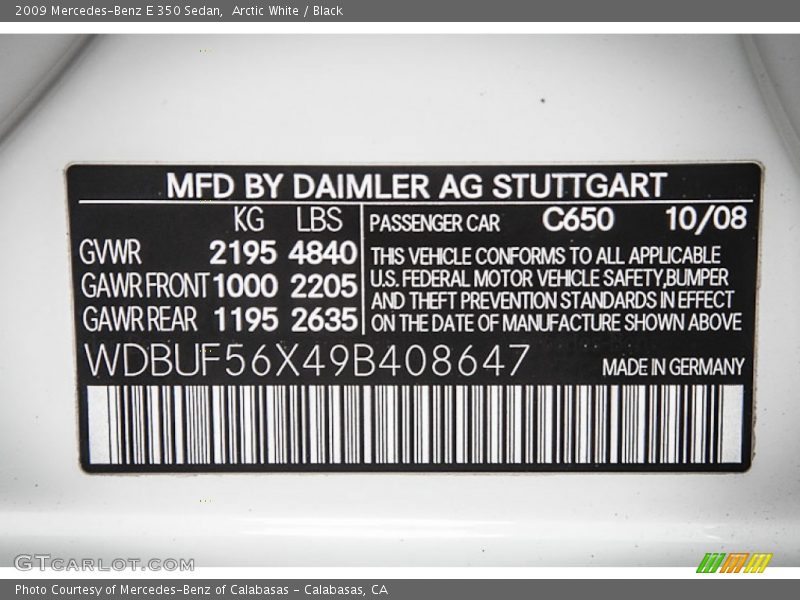 2009 Mercedes-Benz E 350 Sedan, Arctic White / Black
MFD BY DAIMLER AG STUTTGART
KG LBS
GVWR 2195 4840
GAWR FRONT 1000 2205
GAWR REAR 1195 2635
PASSENGER CAR C650 10/08
THIS VEHICLE CONFORMS TO ALL APPLICABLE
U.S. FEDERAL MOTOR VEHICLE SAFETY,BUMPER
AND THEFT PREVENTION STANDARDS IN EFFECT
ON THE DATE OF MANUFACTURE SHOWN ABOVE
WDBUF56X49B408647 MADE IN GERMANY
GTCARLOT.COM
Photo Courtesy of Mercedes-Benz of Calabasas - Calabasas, CA